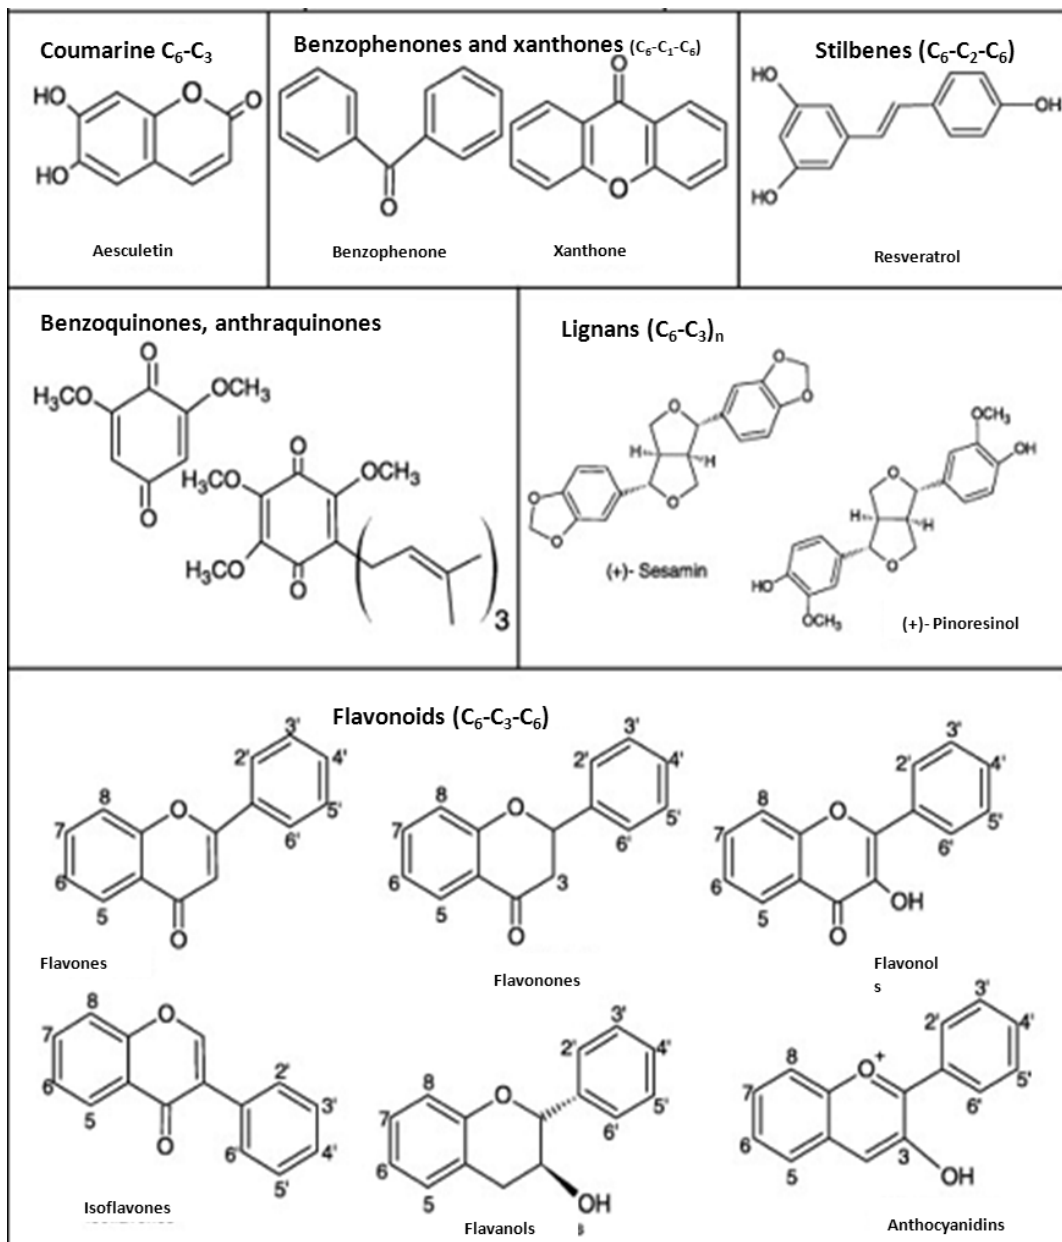 Coumarine C₆-C₃
HO
HO
O
O
Aesculetin
Benzophenones and xanthones (C₆-C₁-C₆)
O
Benzophenone
O
O
Xanthone
Stilbenes (C₆-C₂-C₆)
HO
HO
OH
Resveratrol
Benzoquinones, anthraquinones
O
H₃CO
OCH₃
O
O
H₃CO
OCH₃
H₃CO
O
3
Lignans (C₆-C₃)ₙ
O
O
O
H
H
O
O
O
(+)- Sesamin
OCH₃
OH
O
H
H
O
HO
OCH₃
(+)- Pinoresinol
Flavonoids (C₆-C₃-C₆)
3'
2'
4'
8
O
5'
7
6'
6
5
O
Flavones
3'
2'
4'
8
O
5'
7
6'
6
3
5
O
Flavonones
3'
2'
4'
8
O
5'
7
6'
6
OH
5
O
Flavonol
s
8
O
7
2'
6
3'
5
O
6'
4'
5'
Isoflavones
3'
2'
4'
8
O
5'
7
6'
6
5
OH
Flavanols
s
3'
2'
4'
8
O⁺
5'
7
6'
6
3
5
OH
Anthocyanidins